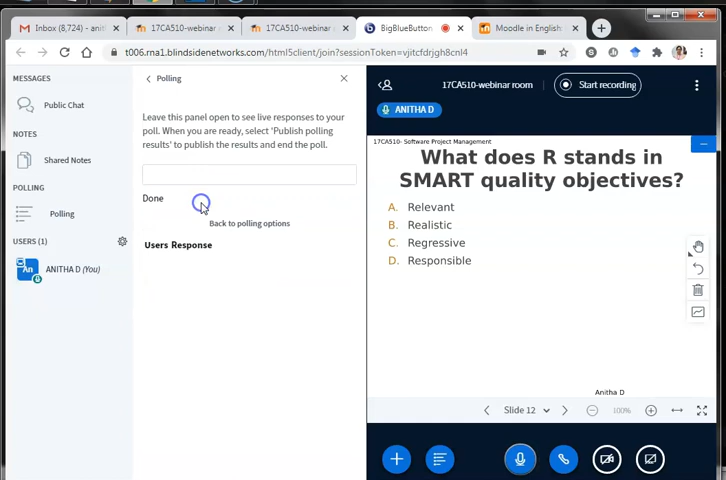 Inbox (8,724) - anit
17CA510-webinar
17CA510-webinar
BigBlueButton
Moodle in English
t006.rna1.blindsidenetworks.com/html5client/join?sessionToken=vjitcfdrjgh8cnl4
MESSAGES
Public Chat
NOTES
Shared Notes
POLLING
Polling
USERS (1)
An
ANITHA D (You)
Polling
Leave this panel open to see live responses to your
poll. When you are ready, select 'Publish polling
results' to publish the results and end the poll.
Done
Back to polling options
Users Response
17CA510-webinar room
Start recording
ANITHA D
17CA510- Software Project Management
What does R stands in
SMART quality objectives?
A. Relevant
B. Realistic
C. Regressive
D. Responsible
Anitha D
Slide 12
100%